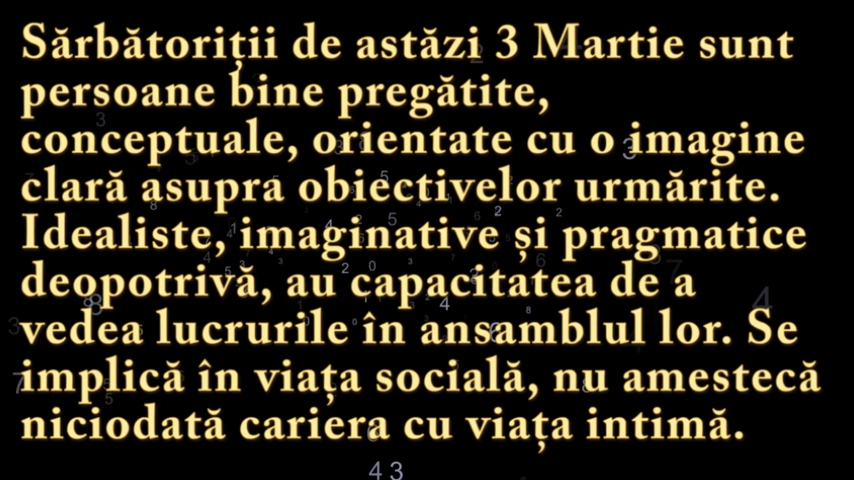 Sărbătoriții de astăzi 3 Martie sunt
persoane bine pregătite,
conceptuale, orientate cu o imagine
clară asupra obiectivelor urmărite.
Idealiste, imaginative și pragmatice
deopotrivă, au capacitatea de a
vedea lucrurile în ansamblul lor. Se
implică în viața socială, nu amestecă
niciodată cariera cu viața intimă.
4 3